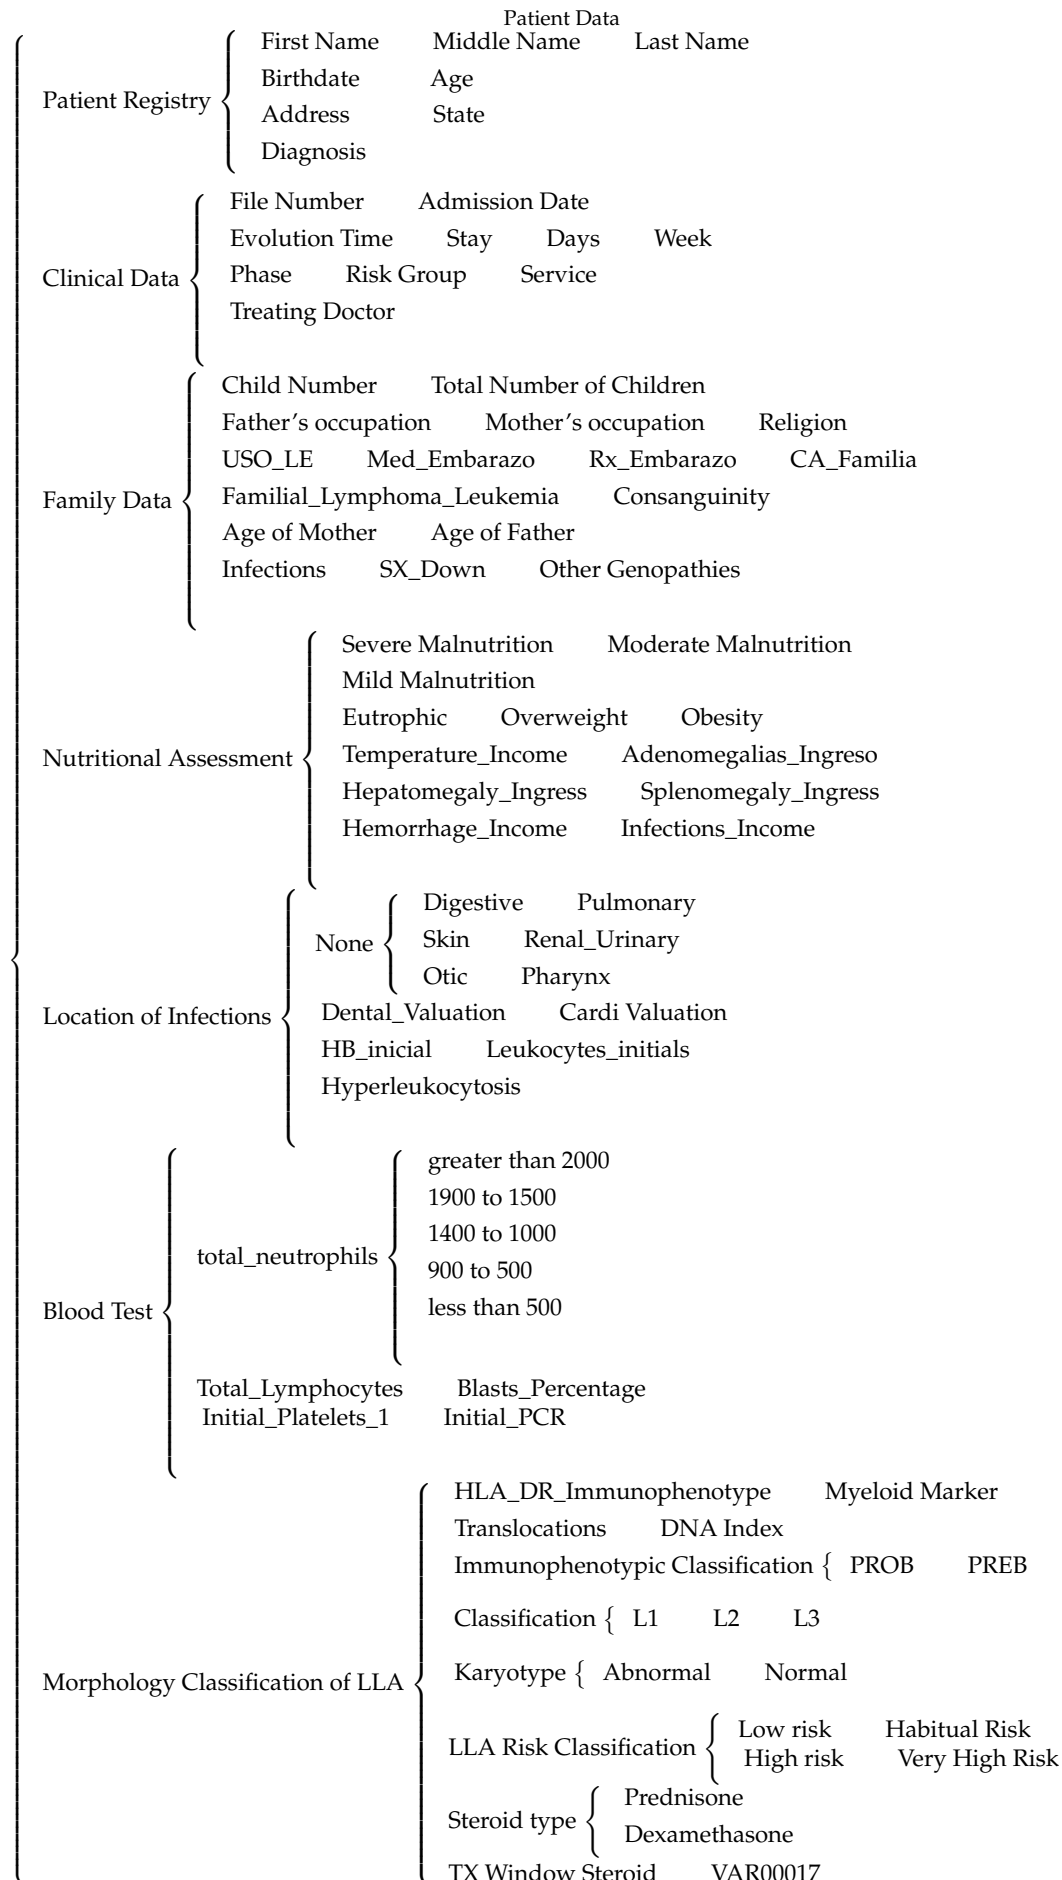 Patient Data
First Name Middle Name Last Name
Birthdate Age
Patient Registry
Address State
Diagnosis
File Number Admission Date
Evolution Time Stay Days Week
Clinical Data
Phase Risk Group Service
Treating Doctor
Child Number Total Number of Children
Father's occupation Mother's occupation Religion
USO_LE Med_Embarazo Rx_Embarazo CA_Familia
Family Data
Familial_Lymphoma_Leukemia Consanguinity
Age of Mother Age of Father
Infections SX_Down Other Genopathies
Severe Malnutrition Moderate Malnutrition
Mild Malnutrition
Eutrophic Overweight Obesity
Nutritional Assessment
Temperature_Income Adenomegalias_Ingreso
Hepatomegaly_Ingress Splenomegaly_Ingress
Hemorrhage_Income Infections_Income
Digestive Pulmonary
None
Skin Renal_Urinary
Otic Pharynx
Location of Infections
Dental_Valuation Cardi Valuation
HB_inicial Leukocytes_initials
Hyperleukocytosis
greater than 2000
1900 to 1500
1400 to 1000
total_neutrophils
900 to 500
less than 500
Blood Test
Total_Lymphocytes Blasts_Percentage
Initial_Platelets_1 Initial_PCR
HLA_DR_Immunophenotype Myeloid Marker
Translocations DNA Index
Immunophenotypic Classification { PROB PREB
Classification { L1 L2 L3
Karyotype { Abnormal Normal
Morphology Classification of LLA
LLA Risk Classification
Low risk Habitual Risk
High risk Very High Risk
Steroid type
Prednisone
Dexamethasone
TX Window Steroid VAR00017